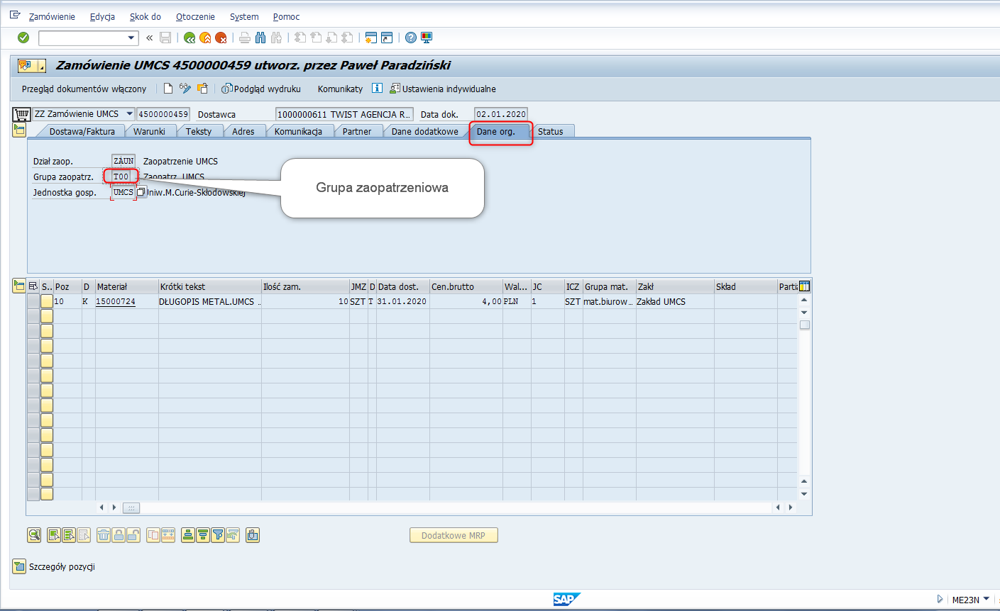 Zamówienie Edycja Skok do Otoczenie System Pomoc
Zamówienie UMCS 4500000459 utworz. przez Paweł Paradziński
Przegląd dokumentów włączony Podgląd wydruku Komunikaty Ustawienia indywidualne
ZZ Zamówienie UMCS 4500000459 Dostawca 1000000611 TWIST AGENCJA R... Data dok. 02.01.2020
Dostawa/Faktura Warunki Teksty Adres Komunikacja Partner Dane dodatkowe Dane org. Status
Dział zaop. ZAUN Zaopatrzenie UMCS
Grupa zaopatrz. T00 Zaopatrz. UMCS
Jednostka gosp. UMCS Uniw.M.Curie-Skłodowskiej
Grupa zaopatrzeniowa
S.. Poz D Materiał Krótki tekst Ilość zam. JMZ D Data dost. Cen.brutto Wal... JC ICZ Grupa mat. Zakł Skład Partia
10 K 15000724 DŁUGOPIS METAL.UMCS .. 10 SZT T 31.01.2020 4,00 PLN 1 SZT mat.biurow... Zakład UMCS
Dodatkowe MRP
Szczegóły pozycji
SAP
ME23N